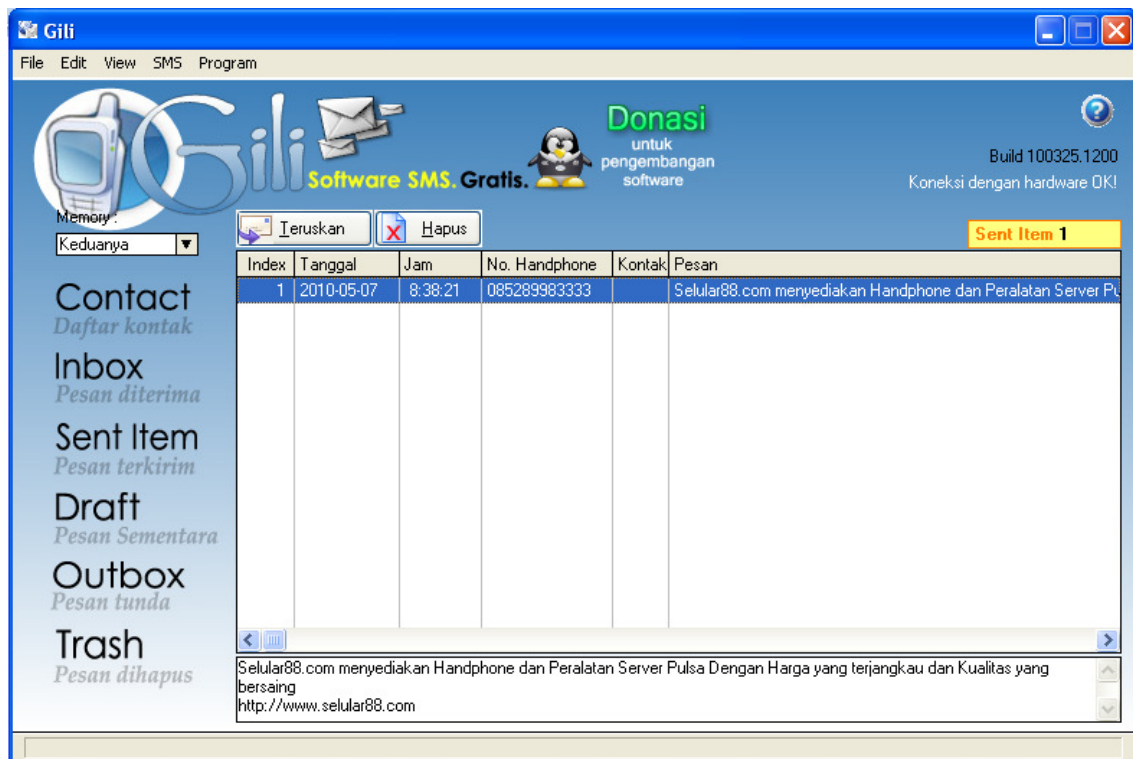 Gili
File Edit View SMS Program
Gili
Software SMS. Gratis.
Donasi
untuk
pengembangan
software
?
Build 100325.1200
Koneksi dengan hardware OK!
Memory :
Keduanya
Teruskan Hapus
Sent Item 1
Index Tanggal Jam No. Handphone Kontak Pesan
1 2010-05-07 8:38:21 085289983333 Selular88.com menyediakan Handphone dan Peralatan Server Pu
Contact
Daftar kontak
Inbox
Pesan diterima
Sent Item
Pesan terkirim
Draft
Pesan Sementara
Outbox
Pesan tunda
Trash
Pesan dihapus
Selular88.com menyediakan Handphone dan Peralatan Server Pulsa Dengan Harga yang terjangkau dan Kualitas yang
bersaing
http://www.selular88.com